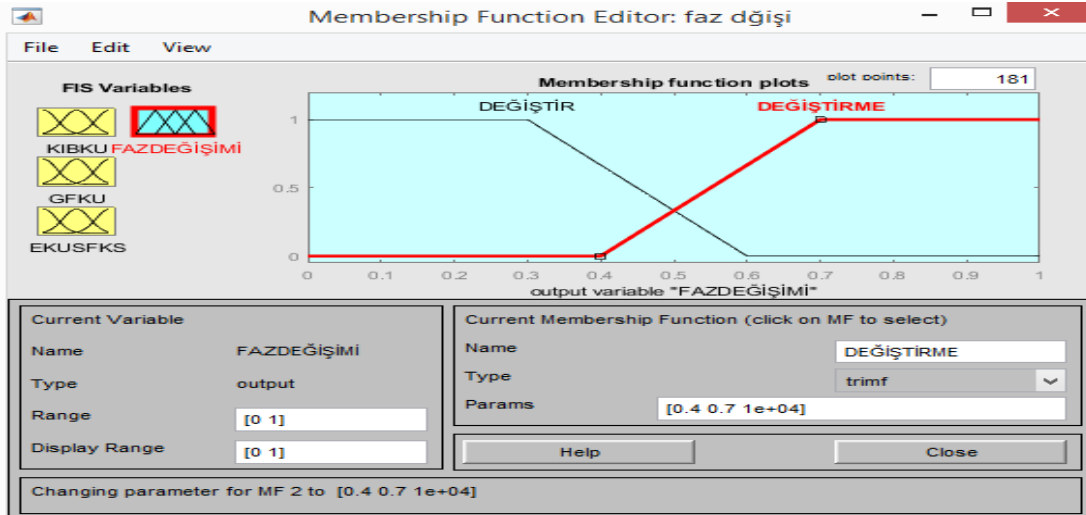 Membership Function Editor: faz dğişi
File Edit View
FIS Variables
KIBKU
FAZDEĞİŞİMİ
GFKU
EKUSFKS
Membership function plots
plot points:
181
DEĞİŞTİR
DEĞİŞTİRME
1
0.5
0
0 0.1 0.2 0.3 0.4 0.5 0.6 0.7 0.8 0.9 1
output variable "FAZDEĞİŞİMİ"
Current Variable
Name FAZDEĞİŞİMİ
Type output
Range [0 1]
Display Range [0 1]
Current Membership Function (click on MF to select)
Name DEĞİŞTİRME
Type trimf
Params [0.4 0.7 1e+04]
Help
Close
Changing parameter for MF 2 to [0.4 0.7 1e+04]